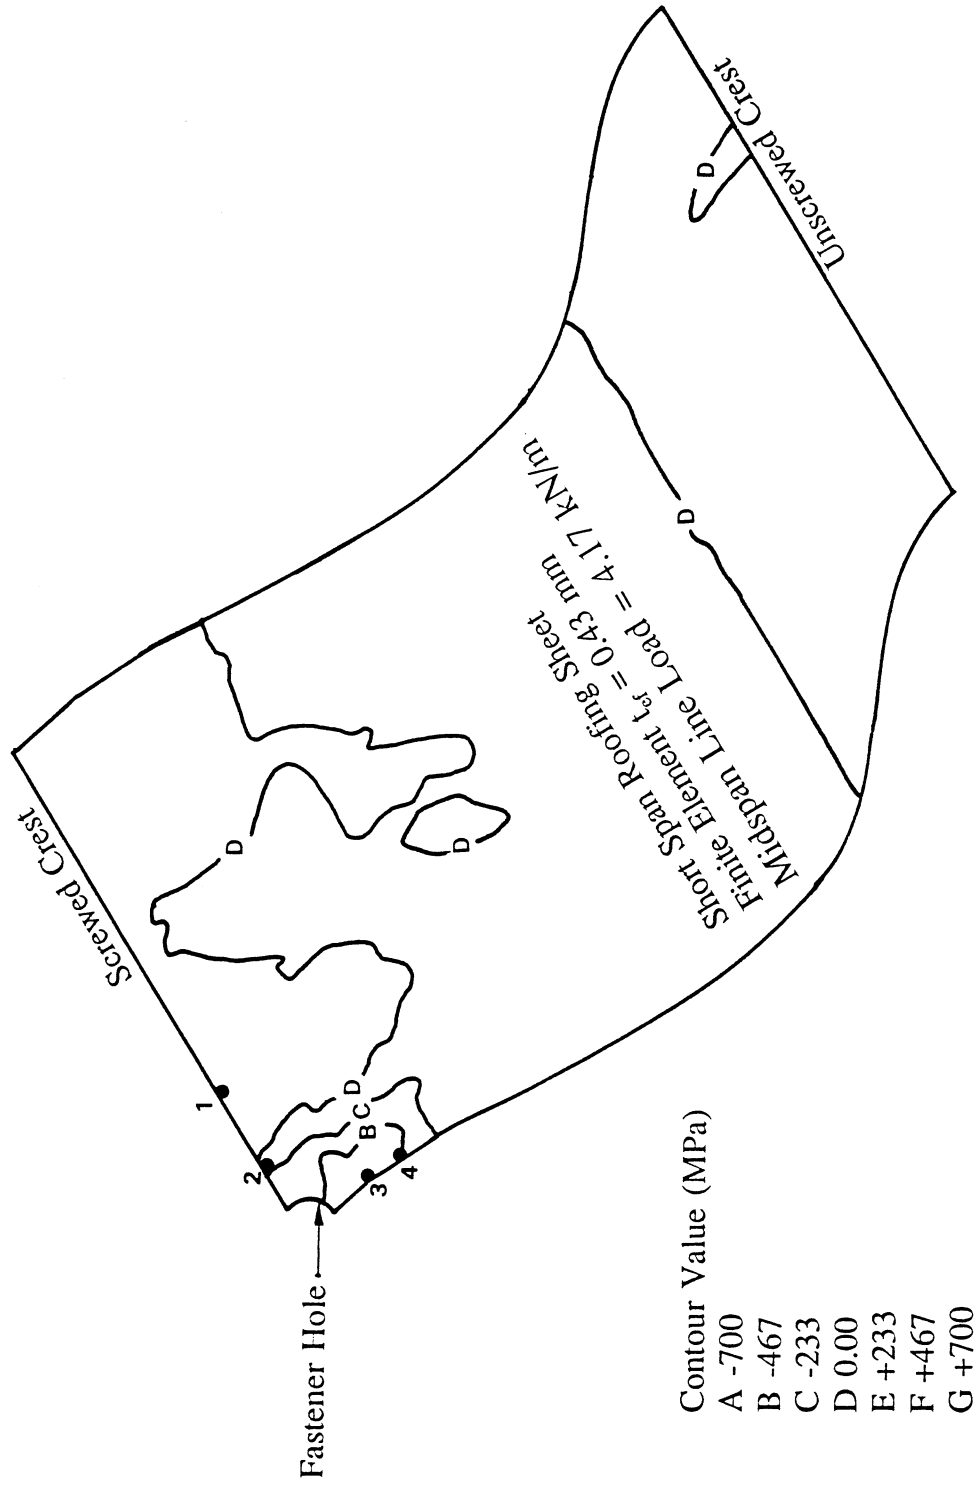 Screwed Crest
1
2
3
4
D
D
D
C
B
D
D
Unscrewed Crest
Fastener Hole
Short Span Roofing Sheet
Finite Element tef = 0.43 mm
Midspan Line Load = 4.17 kN/m
Contour Value (MPa)
A -700
B -467
C -233
D 0.00
E +233
F +467
G +700